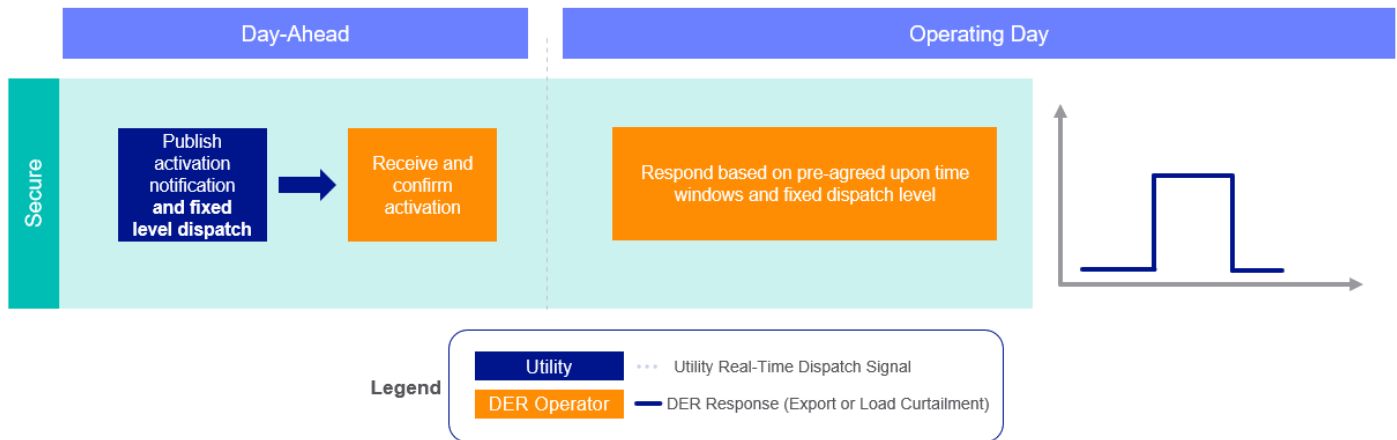 Day-Ahead
Operating Day
Secure
Publish
activation
notification
and fixed
level dispatch
Receive and
confirm
activation
Respond based on pre-agreed upon time
windows and fixed dispatch level
Legend
Utility
Utility Real-Time Dispatch Signal
DER Operator
DER Response (Export or Load Curtailment)